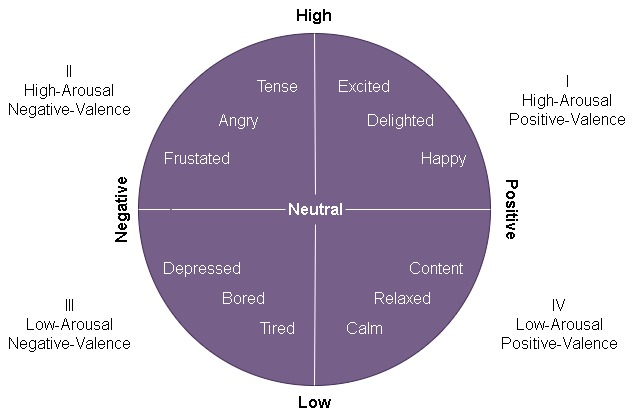 High
II
High-Arousal
Negative-Valence
I
High-Arousal
Positive-Valence
Tense
Excited
Angry
Delighted
Frustated
Happy
Negative
Neutral
Positive
Depressed
Content
Bored
Relaxed
Tired
Calm
III
Low-Arousal
Negative-Valence
IV
Low-Arousal
Positive-Valence
Low